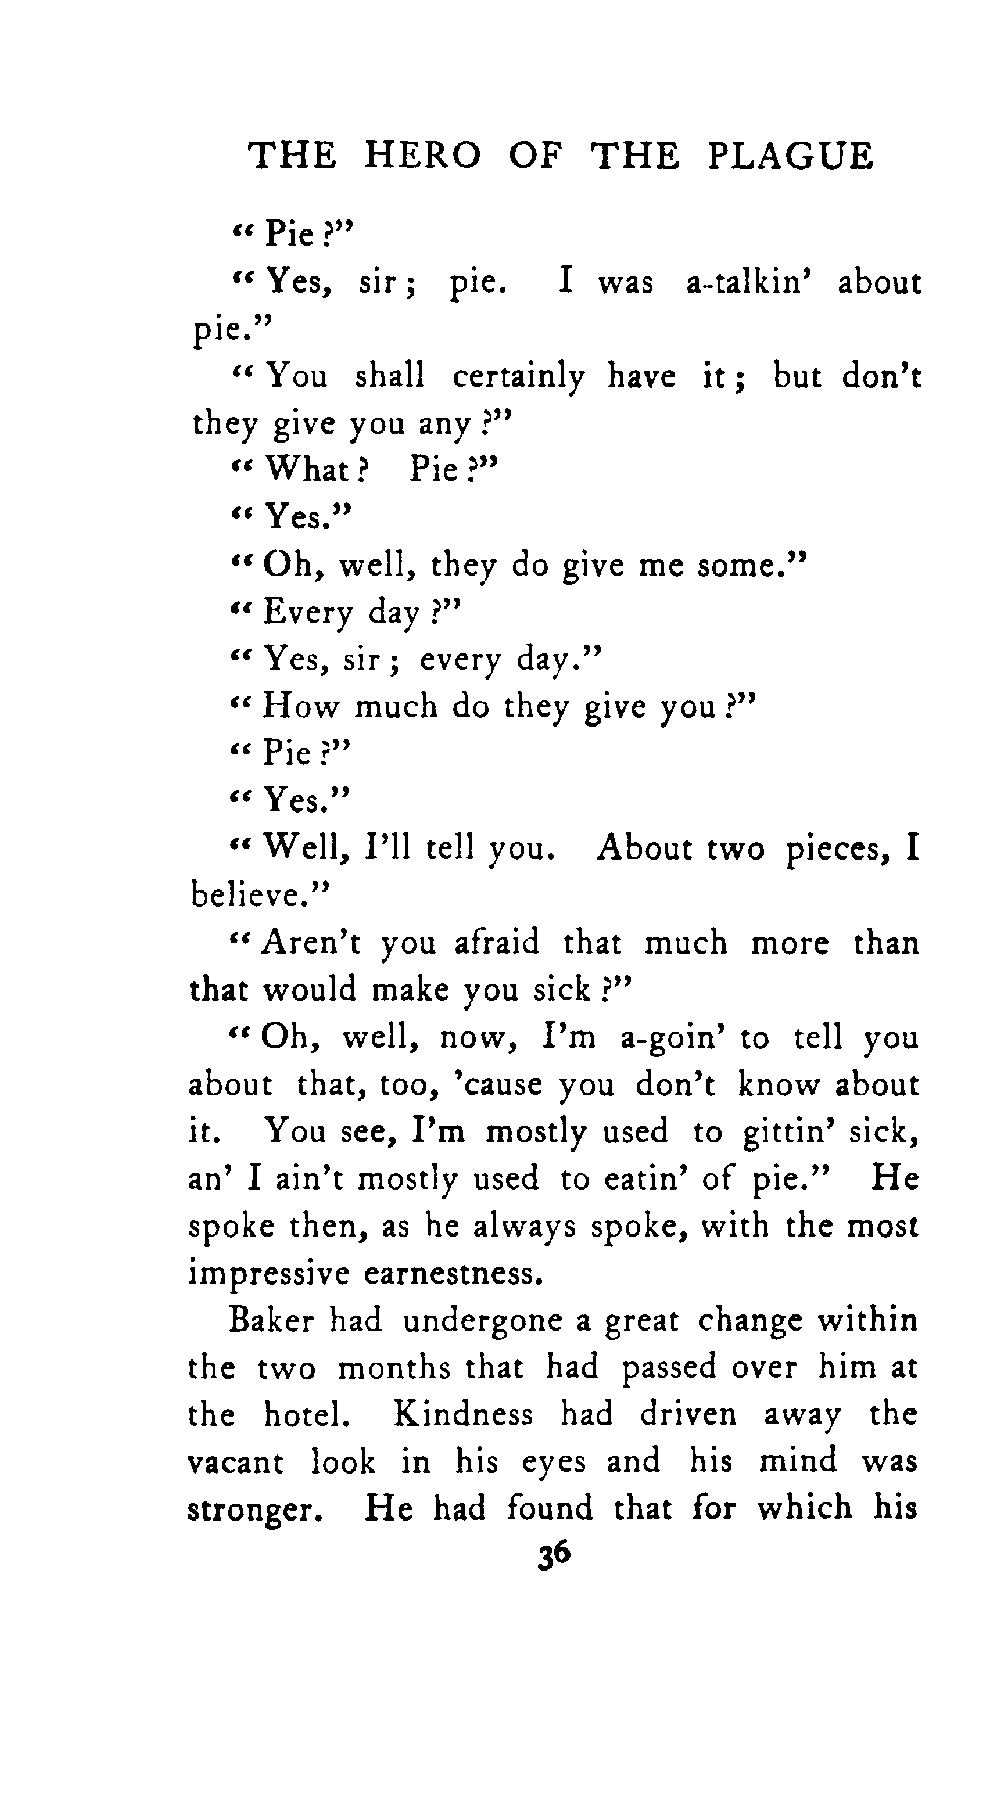 THE HERO OF THE PLAGUE
“ Pie ?”
“ Yes, sir ; pie. I was a-talkin’ about
pie.”
“ You shall certainly have it ; but don’t
they give you any ?”
“ What ? Pie ?”
“ Yes.”
“ Oh, well, they do give me some.”
“ Every day ?”
“ Yes, sir ; every day.”
“ How much do they give you ?”
“ Pie ?”
“ Yes.”
“ Well, I’ll tell you. About two pieces, I
believe.”
“ Aren’t you afraid that much more than
that would make you sick ?”
“ Oh, well, now, I’m a-goin’ to tell you
about that, too, ’cause you don’t know about
it. You see, I’m mostly used to gittin’ sick,
an’ I ain’t mostly used to eatin’ of pie.” He
spoke then, as he always spoke, with the most
impressive earnestness.
Baker had undergone a great change within
the two months that had passed over him at
the hotel. Kindness had driven away the
vacant look in his eyes and his mind was
stronger. He had found that for which his
36